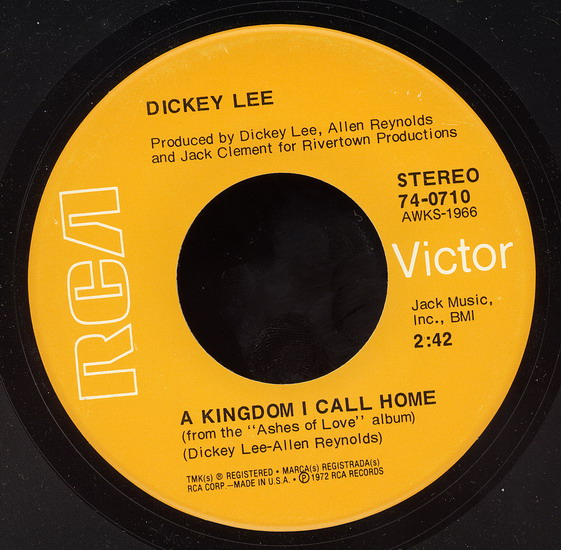 DICKEY LEE
Produced by Dickey Lee, Allen Reynolds
and Jack Clement for Rivertown Productions
STEREO
74-0710
AWKS-1966
RCA
Victor
Jack Music,
Inc., BMI
2:42
A KINGDOM I CALL HOME
(from the "Ashes of Love" album)
(Dickey Lee-Allen Reynolds)
TMK(s) ® REGISTERED • MARCA(s) REGISTRADA(s)
RCA CORP.—MADE IN U.S.A. • ℗ 1972 RCA RECORDS